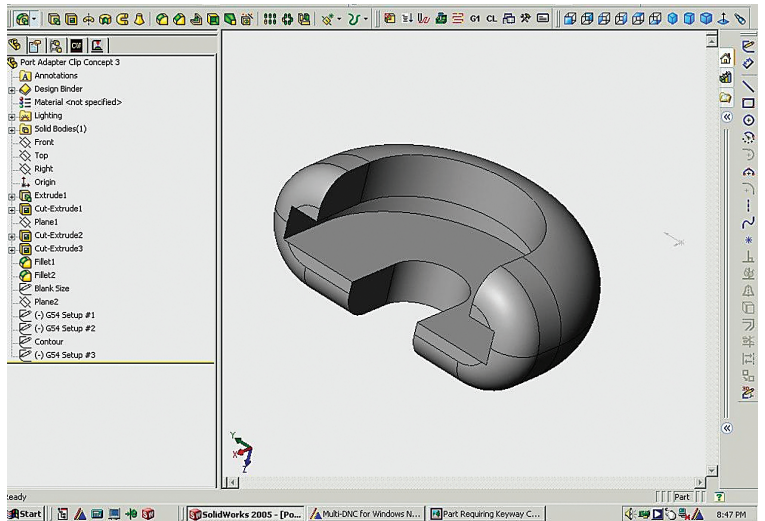 G1 CL
Port Adapter Clip Concept 3
Annotations
Design Binder
Material <not specified>
Lighting
Solid Bodies(1)
Front
Top
Right
Origin
Extrude1
Cut-Extrude1
Plane1
Cut-Extrude2
Cut-Extrude3
Fillet1
Fillet2
Blank Size
Plane2
(-) G54 Setup #1
(-) G54 Setup #2
Contour
(-) G54 Setup #3
Y
X
Z
3D
eady
Part
Start
SolidWorks 2005 - [Po...
Multi-DNC for Windows N...
Part Requiring Keyway C...
8:47 PM